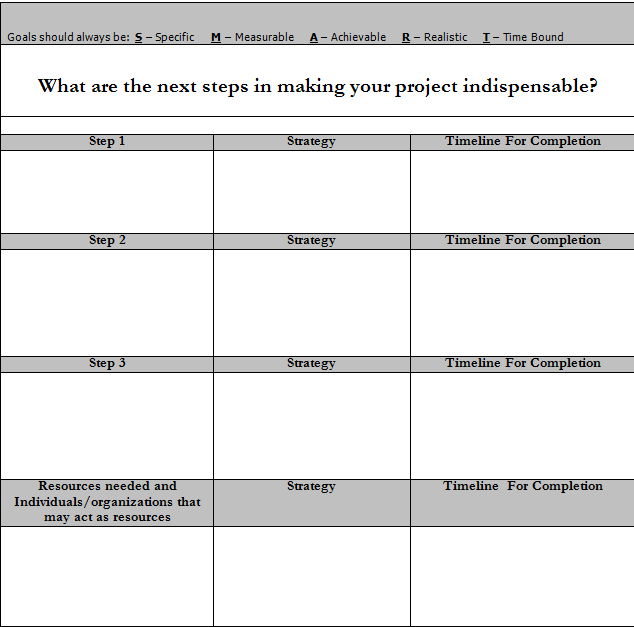 Goals should always be: S – Specific M – Measurable A – Achievable R – Realistic T – Time Bound
What are the next steps in making your project indispensable?
Step 1 Strategy Timeline For Completion
Step 2 Strategy Timeline For Completion
Step 3 Strategy Timeline For Completion
Resources needed and Strategy Timeline For Completion
Individuals/organizations that
may act as resources